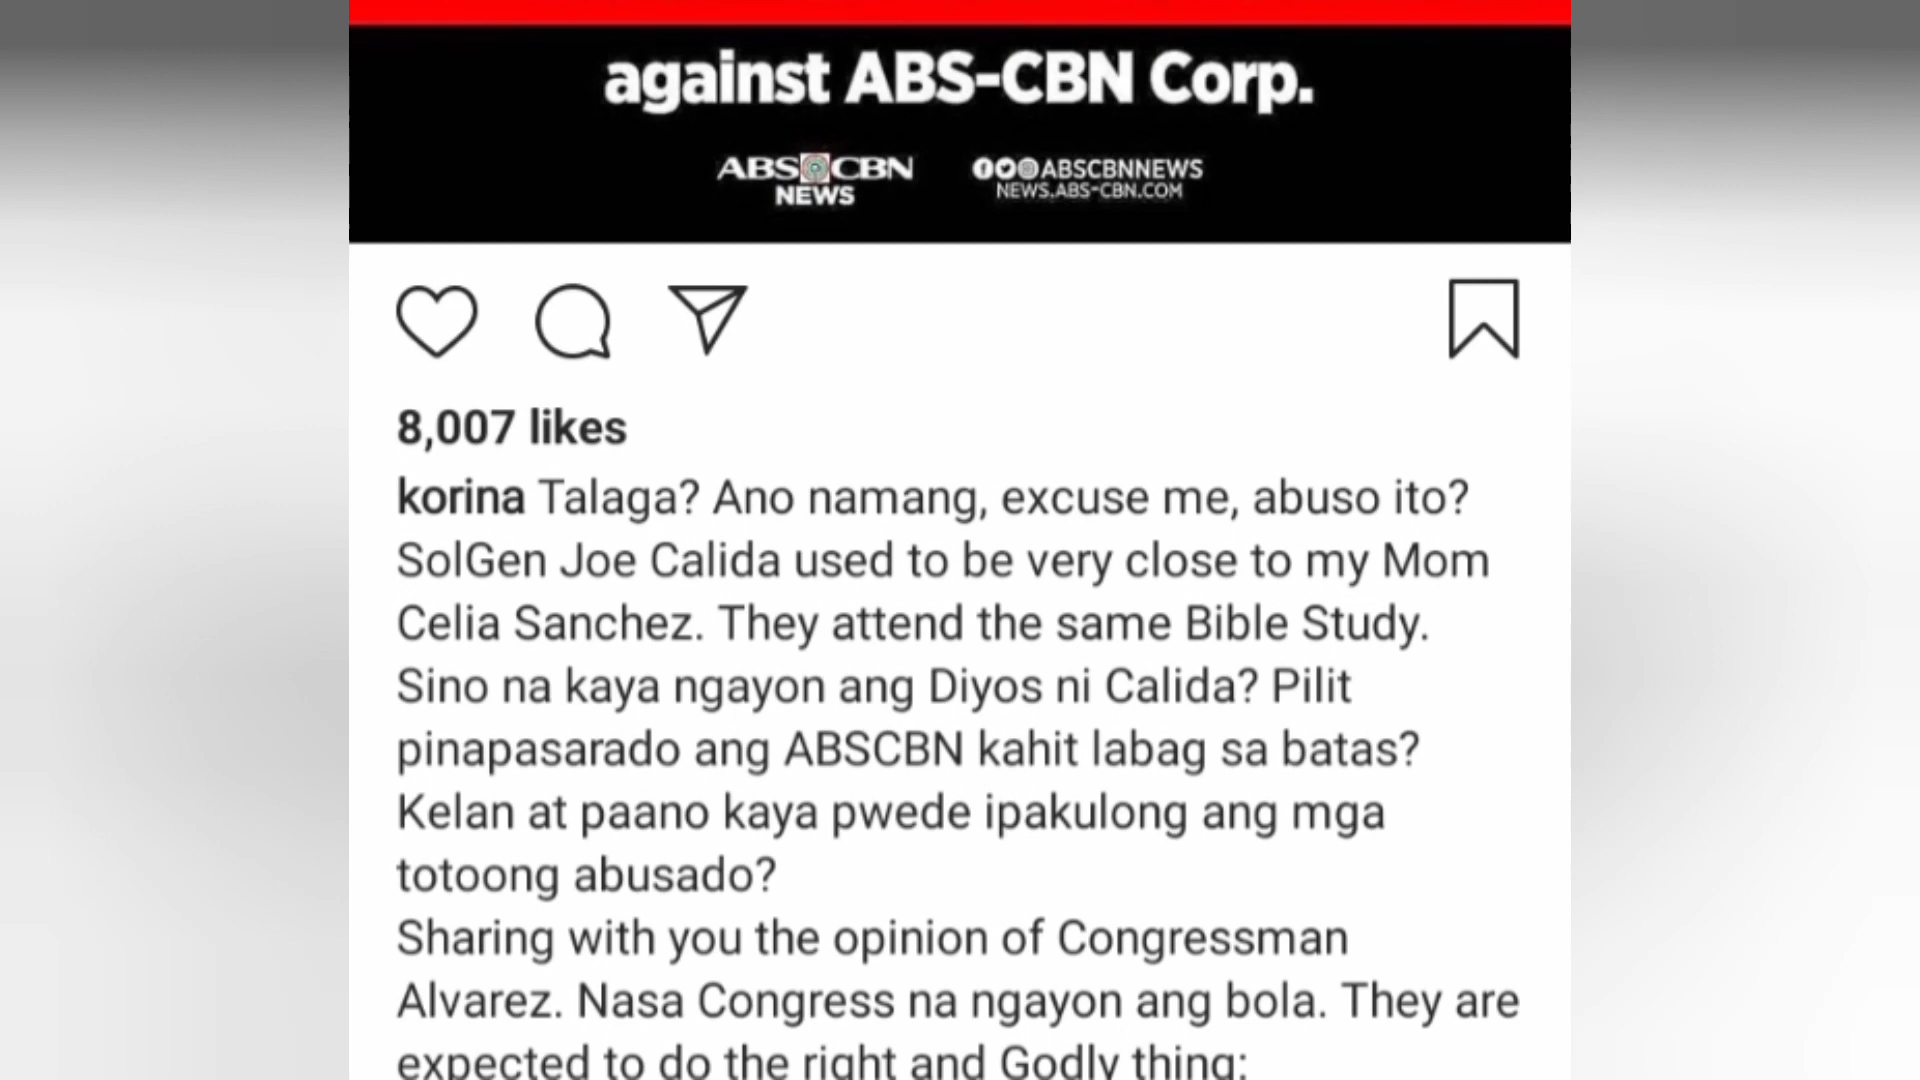 against ABS-CBN Corp.
ABS CBN
NEWS
ABSCBNNEWS
NEWS.ABS-CBN.COM
8,007 likes
korina Talaga? Ano namang, excuse me, abuso ito?
SolGen Joe Calida used to be very close to my Mom
Celia Sanchez. They attend the same Bible Study.
Sino na kaya ngayon ang Diyos ni Calida? Pilit
pinapasarado ang ABSCBN kahit labag sa batas?
Kelan at paano kaya pwede ipakulong ang mga
totoong abusado?
Sharing with you the opinion of Congressman
Alvarez. Nasa Congress na ngayon ang bola. They are
expected to do the right and Godly thing: